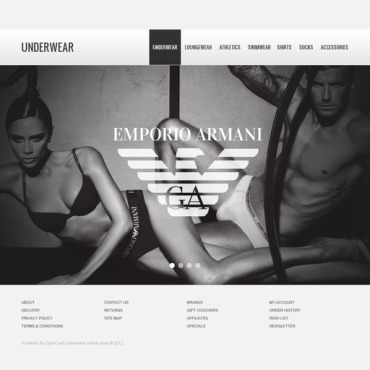 UNDERWEAR
UNDERWEAR LOUNGEWEAR ATHLETICS SWIMWEAR SHIRTS SOCKS ACCESSORIES
EMPORIO ARMANI
GA
ABOUT
DELIVERY
PRIVACY POLICY
TERMS & CONDITIONS
CONTACT US
RETURNS
SITE MAP
BRANDS
GIFT VOUCHERS
AFFILIATES
SPECIALS
MY ACCOUNT
ORDER HISTORY
WISH LIST
NEWSLETTER
Powered By OpenCart Underwear online store © 2012